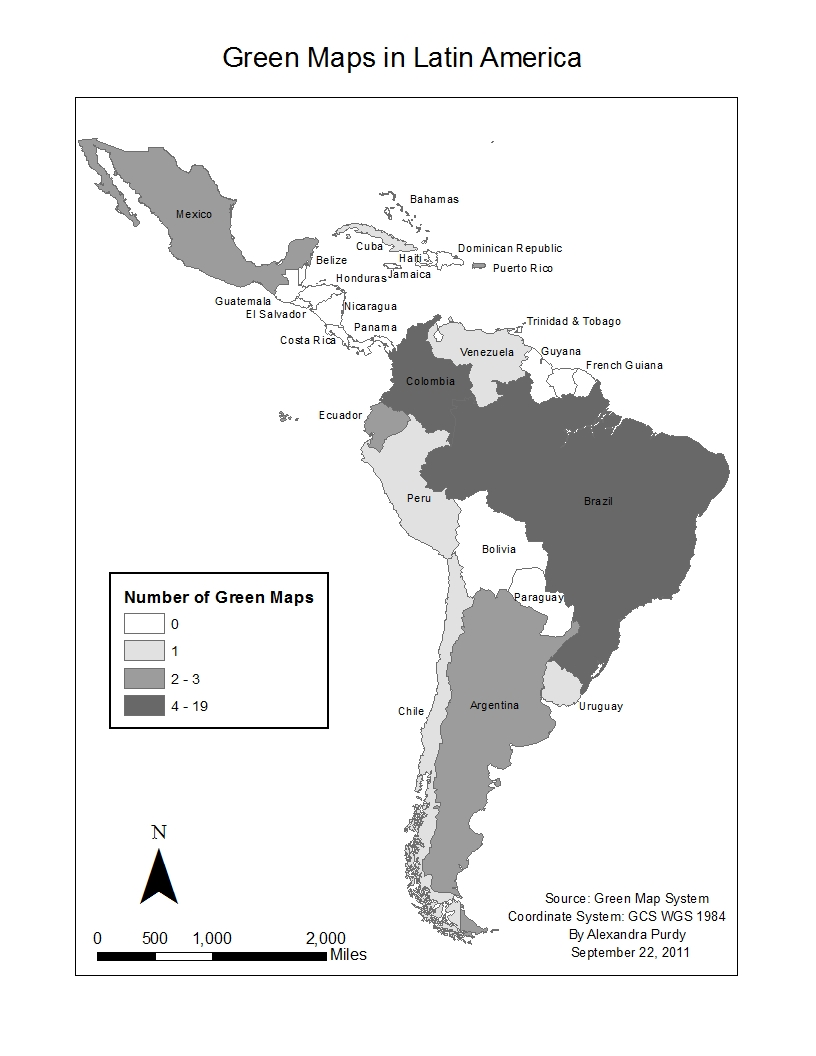 Green Maps in Latin America
Bahamas
Mexico
Cuba
Dominican Republic
Haiti
Belize
Puerto Rico
Jamaica
Honduras
Guatemala
Nicaragua
El Salvador
Trinidad & Tobago
Panama
Costa Rica
Venezuela
Guyana
French Guiana
Colombia
Ecuador
Peru
Brazil
Bolivia
Paraguay
Number of Green Maps
0
1
2 - 3
4 - 19
Chile
Argentina
Uruguay
N
0 500 1,000 2,000
Miles
Source: Green Map System
Coordinate System: GCS WGS 1984
By Alexandra Purdy
September 22, 2011